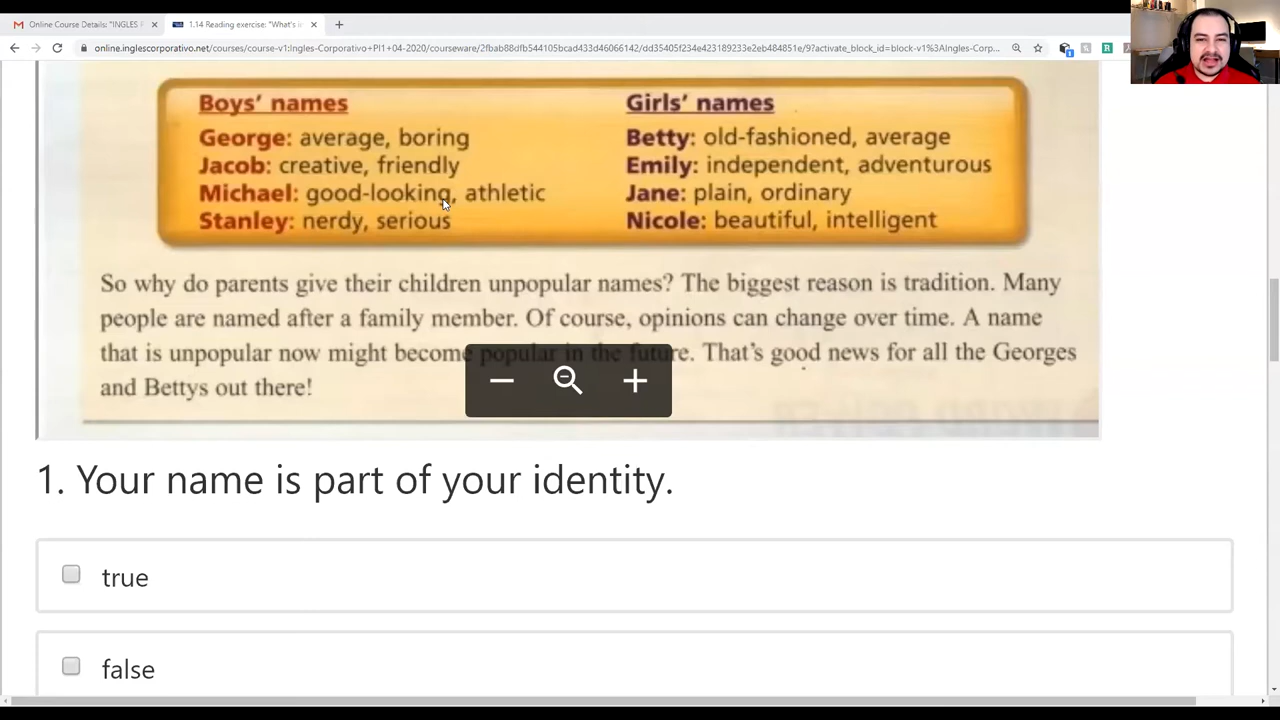 Online Course Details: "INGLES P
1.14 Reading exercise: "What's i
online.inglescorporativo.net/courses/course-v1:Ingles-Corporativo+PI1+04-2020/courseware/2fbab89edfb54410bcad433d46066142/dd35405f234e423189233e2eb484851e/9?activate_block_id=block-v1%3AIngles-Corp...
Boys' names Girls' names
George: average, boring Betty: old-fashioned, average
Jacob: creative, friendly Emily: independent, adventurous
Michael: good-looking, athletic Jane: plain, ordinary
Stanley: nerdy, serious Nicole: beautiful, intelligent
So why do parents give their children unpopular names? The biggest reason is tradition. Many
people are named after a family member. Of course, opinions can change over time. A name
that is unpopular now might become popular in the future. That's good news for all the Georges
and Bettys out there!
1. Your name is part of your identity.
true
false